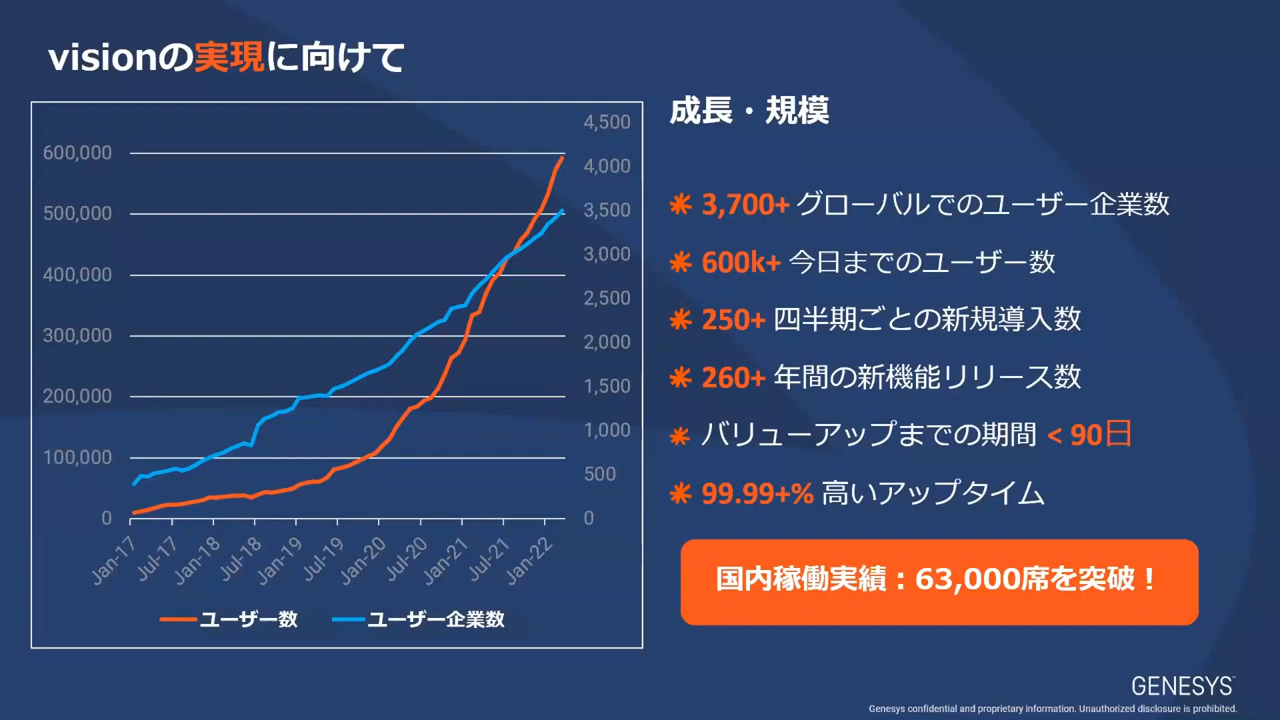 visionの実現に向けて
4,500
600,000
4,000
500,000
3,500
400,000
3,000
2,500
300,000
2,000
200,000
1,500
1,000
100,000
500
0
0
Jan-17
Jul-17
Jan-18
Jul-18
Jan-19
Jul-19
Jan-20
Jul-20
Jan-21
Jul-21
Jan-22
ユーザー数
ユーザー企業数
成長・規模
3,700+ グローバルでのユーザー企業数
600k+ 今日までのユーザー数
250+ 四半期ごとの新規導入数
260+ 年間の新機能リリース数
バリューアップまでの期間 < 90日
99.99+% 高いアップタイム
国内稼働実績：63,000席を突破！
GENESYS™
Genesys confidential and proprietary information. Unauthorized disclosure is prohibited.